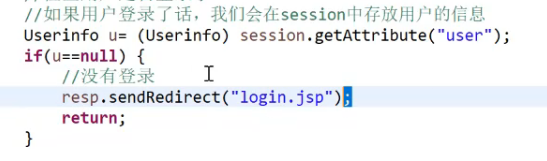 //如果用户登录了话，我们会在session中存放用户的信息
Userinfo u= (Userinfo) session.getAttribute("user");
if(u==null) {
//没有登录
resp.sendRedirect("login.jsp");
return;
}